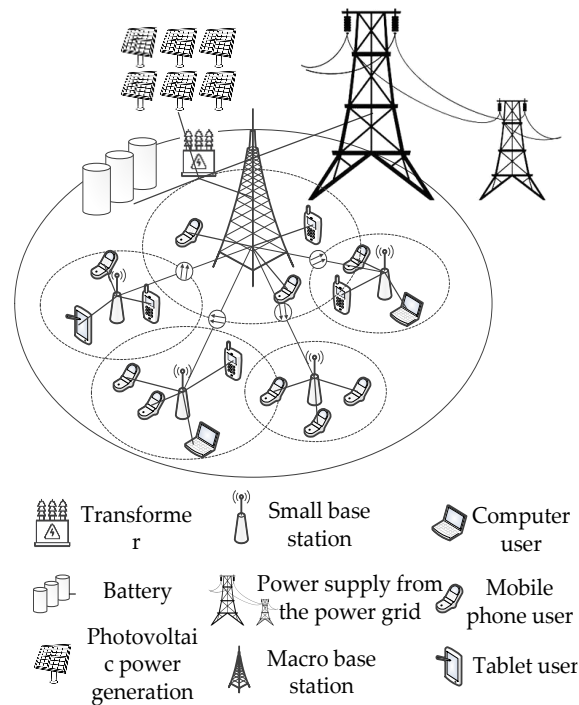 Transforme
r
Small base
station
Computer
user
Battery
Power supply from
the power grid
Mobile
phone user
Photovoltai
c power
generation
Macro base
station
Tablet user